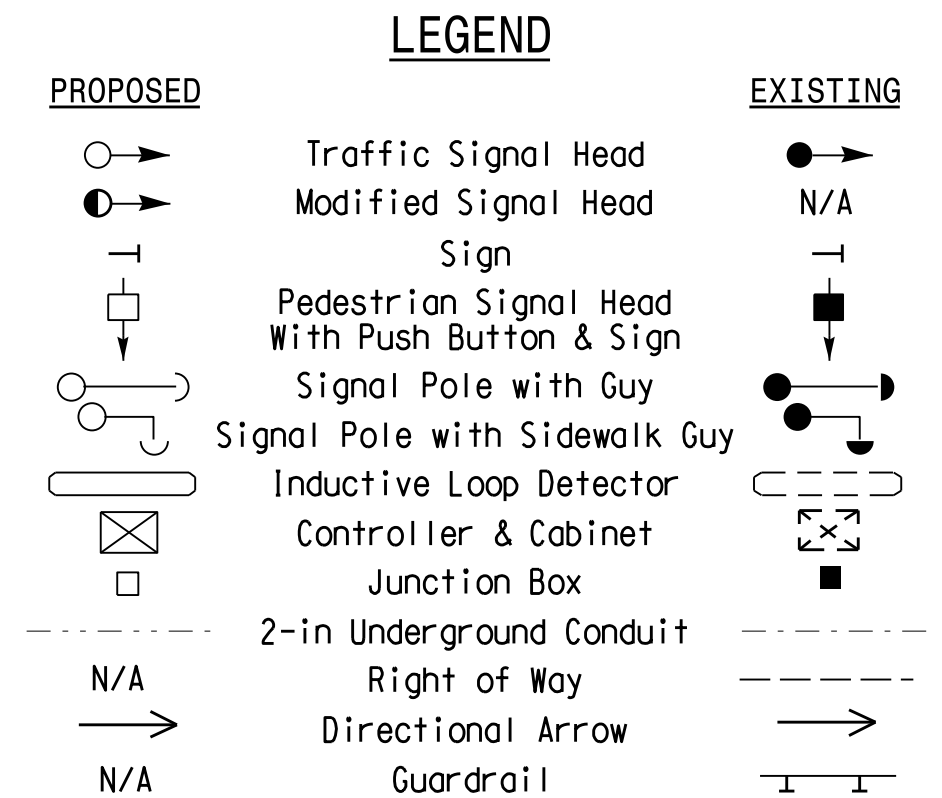 LEGEND
PROPOSED EXISTING
Traffic Signal Head
Modified Signal Head N/A
Sign
Pedestrian Signal Head
With Push Button & Sign
Signal Pole with Guy
Signal Pole with Sidewalk Guy
Inductive Loop Detector
Controller & Cabinet
Junction Box
2-in Underground Conduit
N/A Right of Way
Directional Arrow
N/A Guardrail